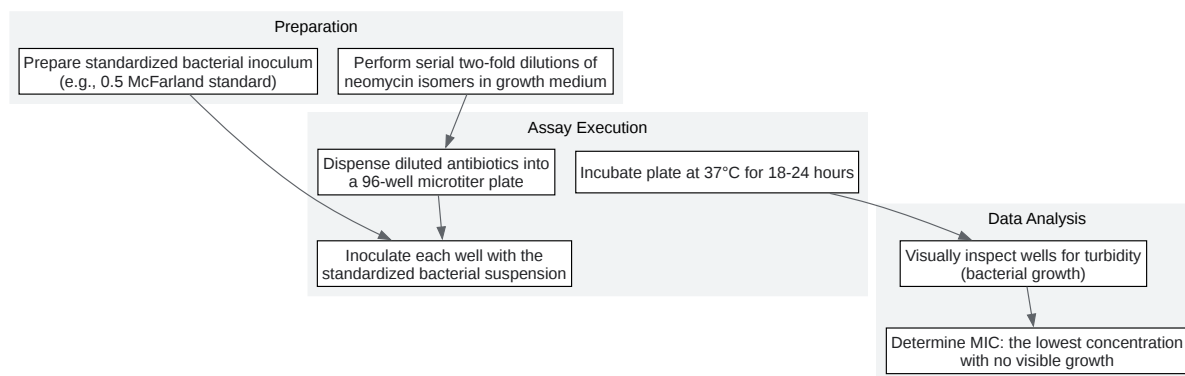 Preparation
Prepare standardized bacterial inoculum
(e.g., 0.5 McFarland standard)
Perform serial two-fold dilutions of
neomycin isomers in growth medium
Assay Execution
Dispense diluted antibiotics into
a 96-well microtiter plate
Incubate plate at 37°C for 18-24 hours
Inoculate each well with the
standardized bacterial suspension
Data Analysis
Visually inspect wells for turbidity
(bacterial growth)
Determine MIC: the lowest concentration
with no visible growth